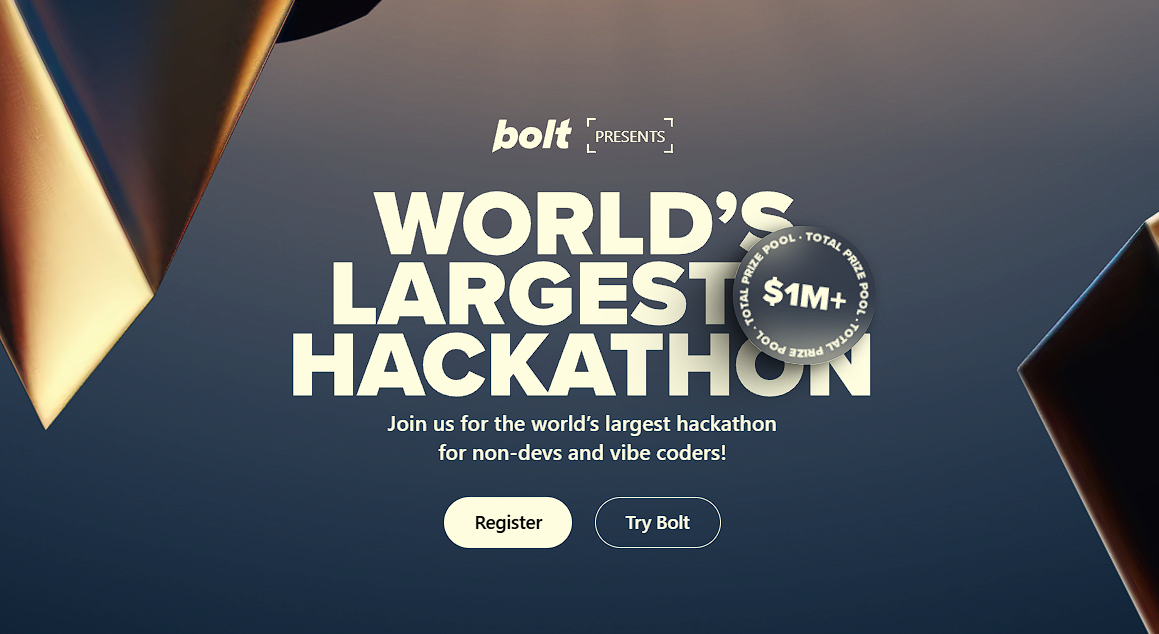 bolt PRESENTS
WORLD’S
LARGEST
HACKATHON
TOTAL PRIZE POOL · TOTAL PRIZE POOL · TOTAL PRIZE POOL ·
$1M+
Join us for the world’s largest hackathon
for non-devs and vibe coders!
Register Try Bolt